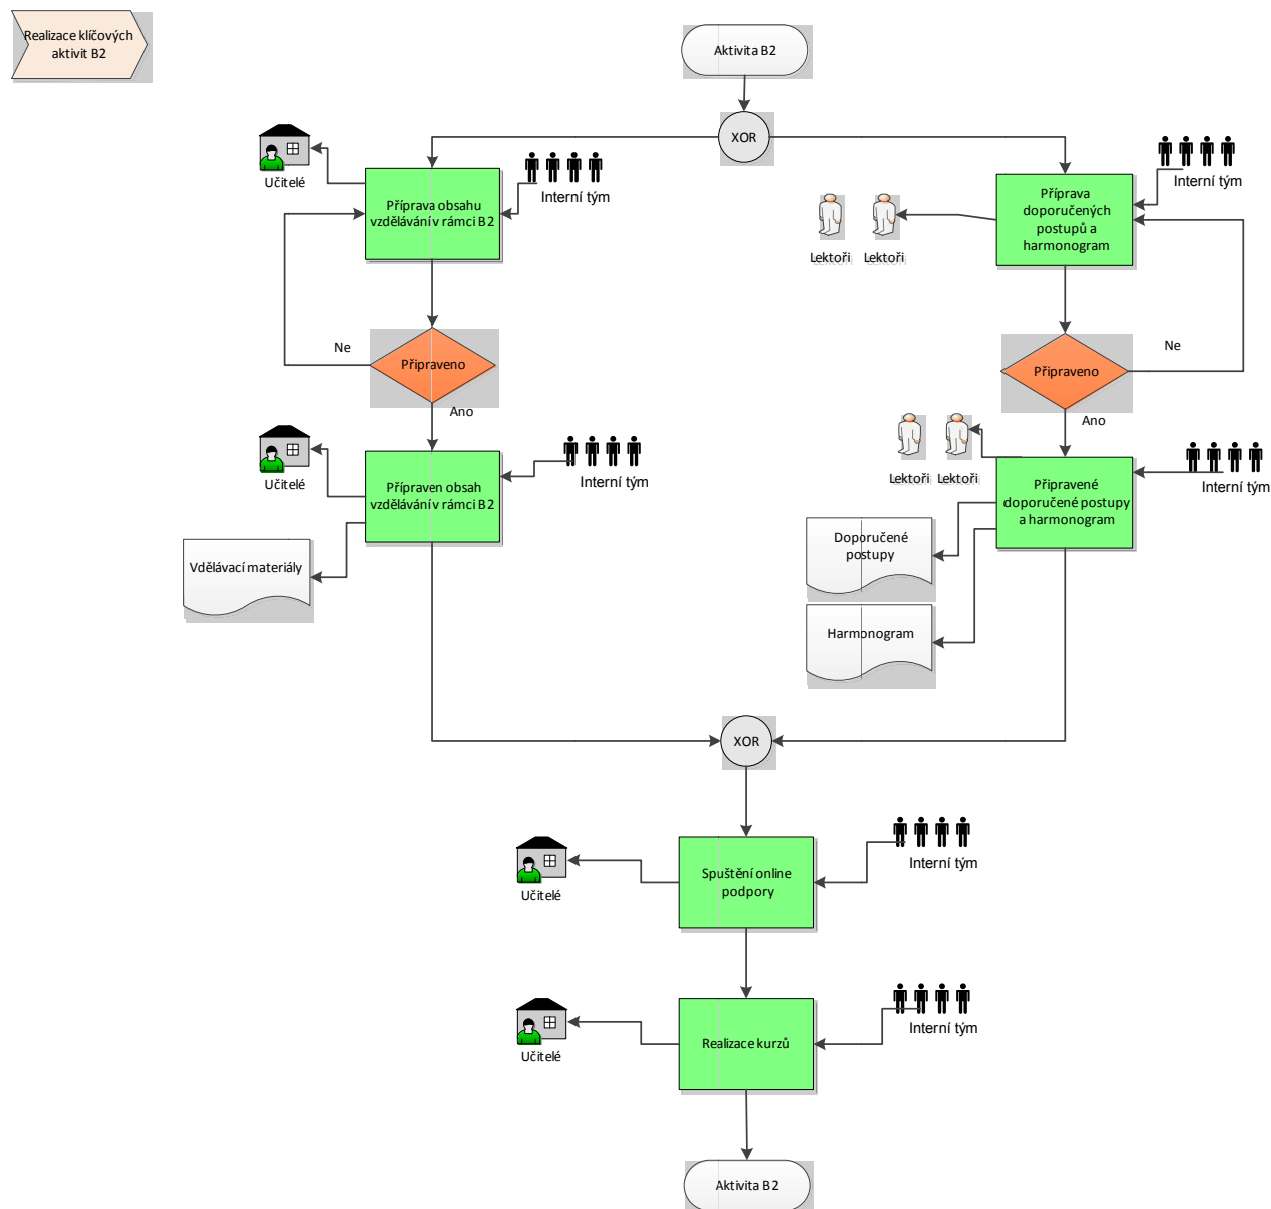 Realizace klíčových
aktivit B2
Aktivita B2
XOR
Učitelé
Interní tým
Příprava obsahu
vzdělávání v rámci B2
Interní tým
Příprava
doporučených
postupů a
harmonogram
Lektoři
Lektoři
Ne
Připraveno
Ano
Ne
Připraveno
Ano
Učitelé
Interní tým
Přípraven obsah
vzdělávání v rámci B2
Vdělávací materiály
Lektoři
Lektoři
Interní tým
Připravené
doporučené postupy
a harmonogram
Doporučené
postupy
Harmonogram
XOR
Učitelé
Interní tým
Spuštění online
podpory
Učitelé
Interní tým
Realizace kurzů
Aktivita B2